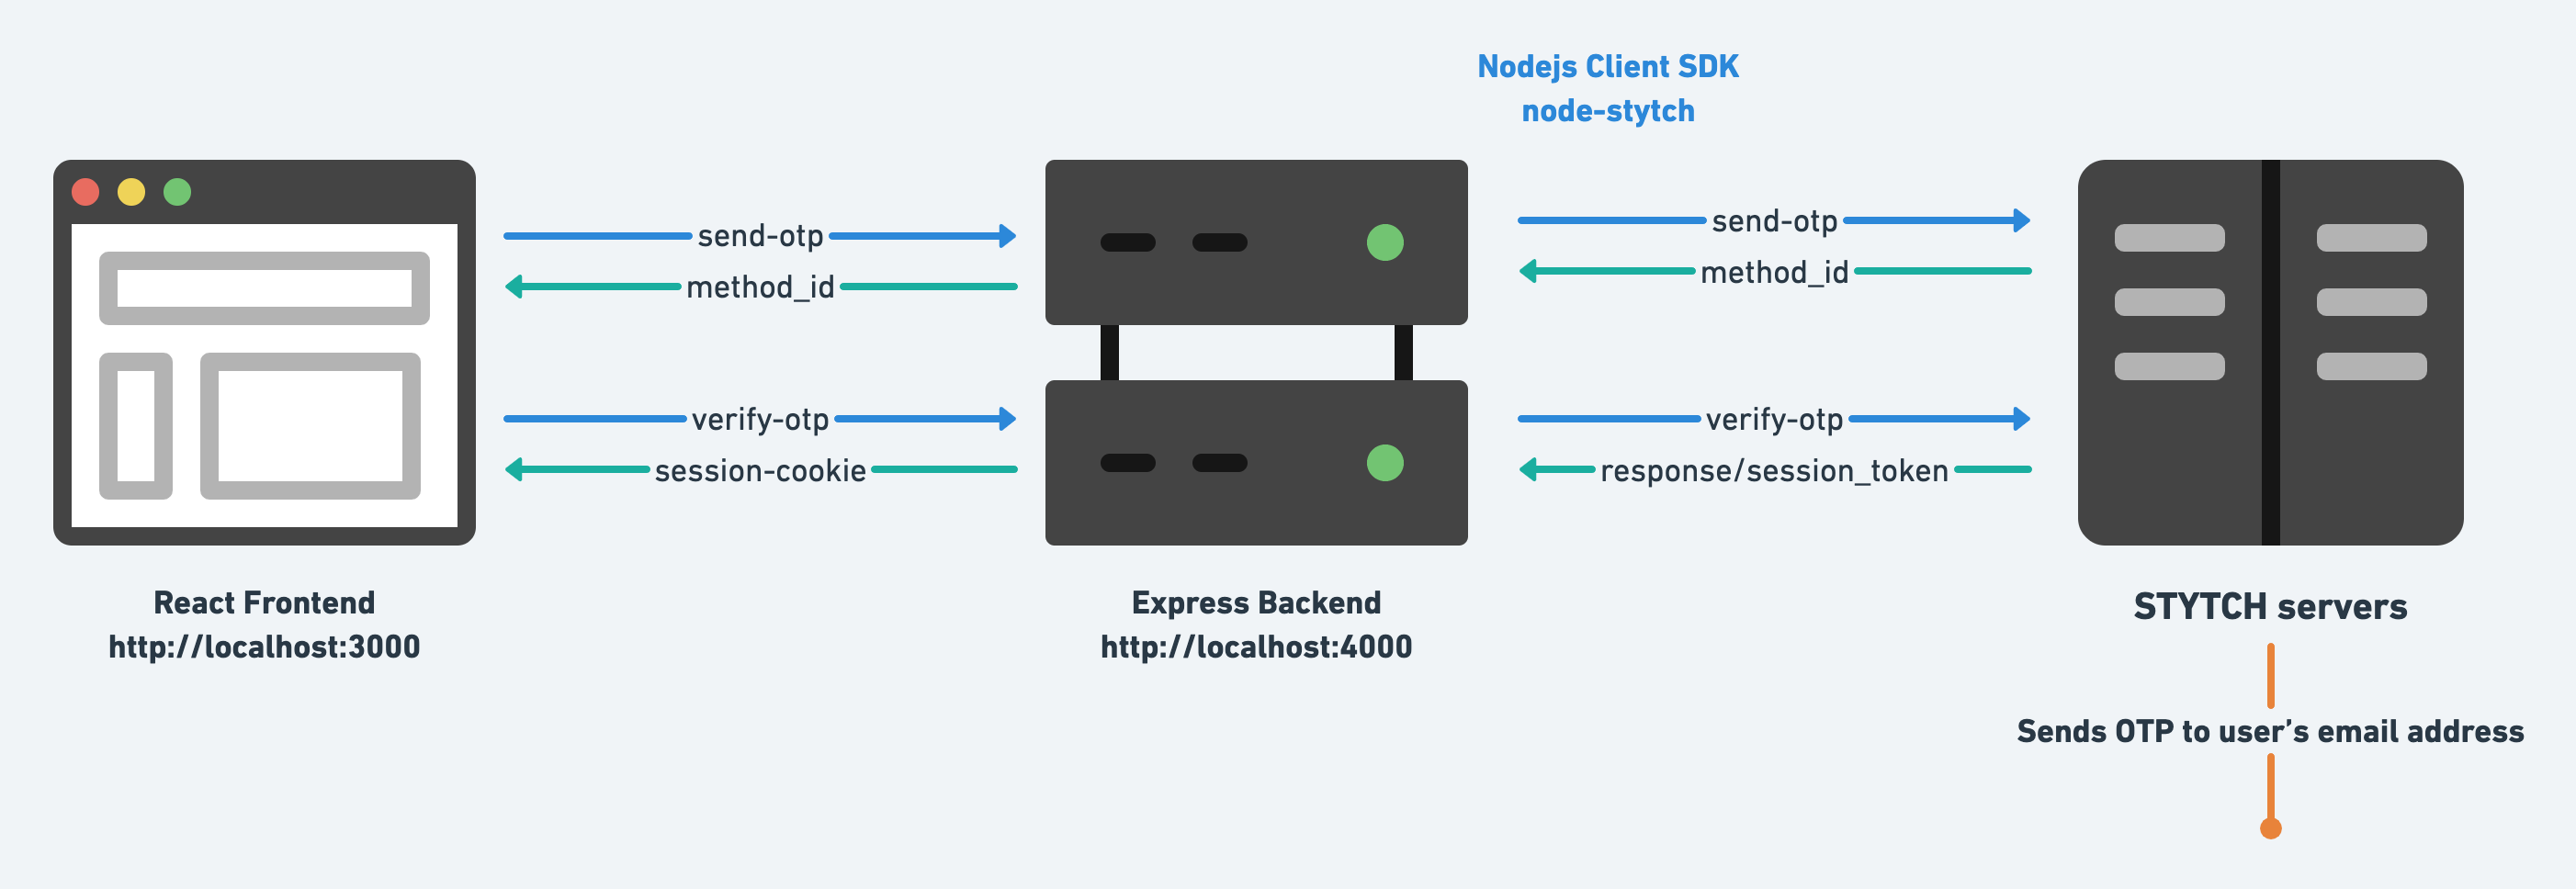 Nodejs Client SDK
node-stytch
send-otp
method_id
verify-otp
session-cookie
send-otp
method_id
verify-otp
response/session_token
React Frontend
http://localhost:3000
Express Backend
http://localhost:4000
STYTCH servers
Sends OTP to user’s email address